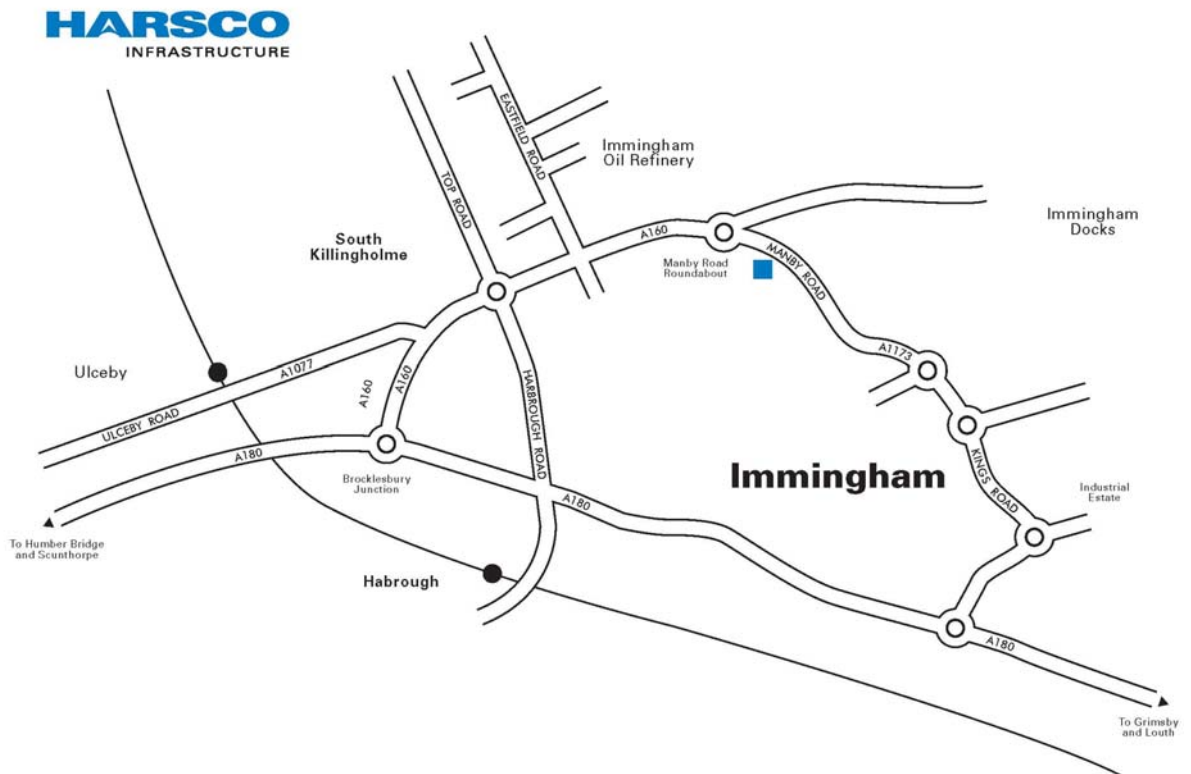 HARSCO
INFRASTRUCTURE
EASTFIELD ROAD
Immingham
Oil Refinery
TOP ROAD
Immingham
Docks
South
Killingholme
A160
Manby Road
Roundabout
MANBY ROAD
A1173
Ulceby
A1077
A160
A160
ULCEBY ROAD
HARBROUGH ROAD
A180
Brocklesbury
Junction
Immingham
KINGS ROAD
Industrial
Estate
A180
To Humber Bridge
and Scunthorpe
Habrough
A180
To Grimsby
and Louth